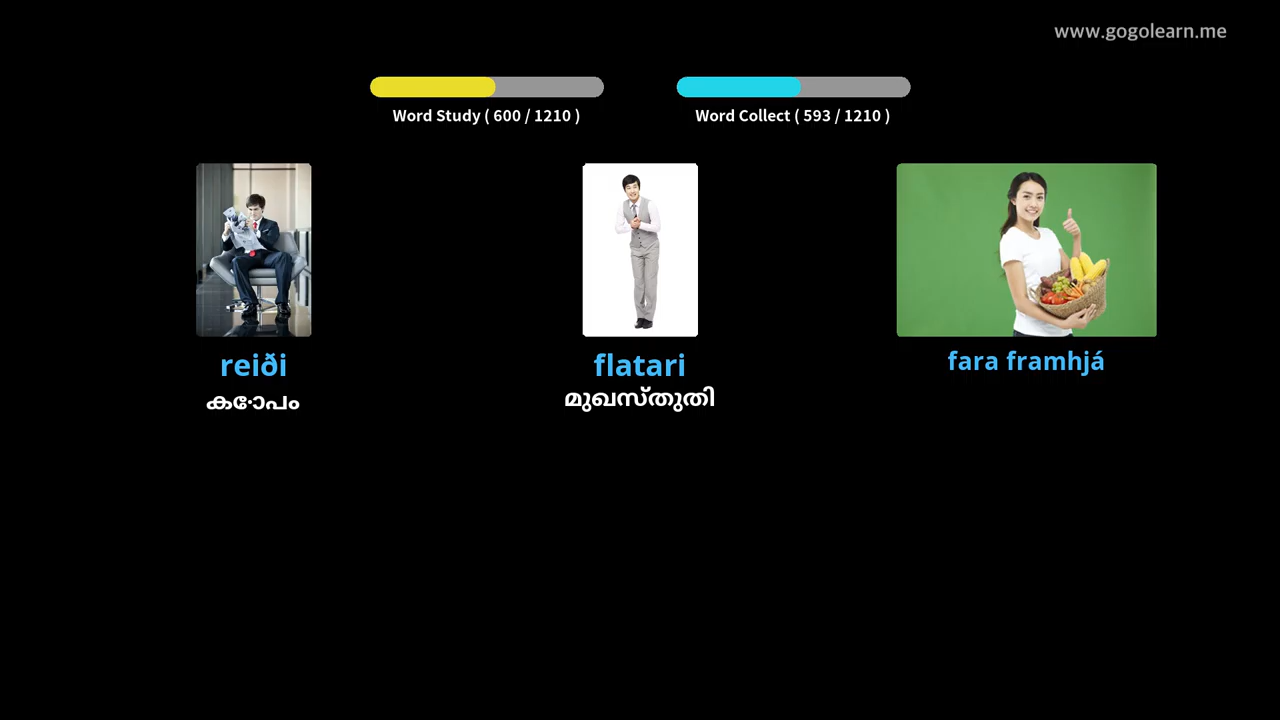 www.gogolearn.me
Word Study ( 600 / 1210 )
Word Collect ( 593 / 1210 )
reiði
flatari
fara framhjá
കോപം
മുഖസ്തുതി